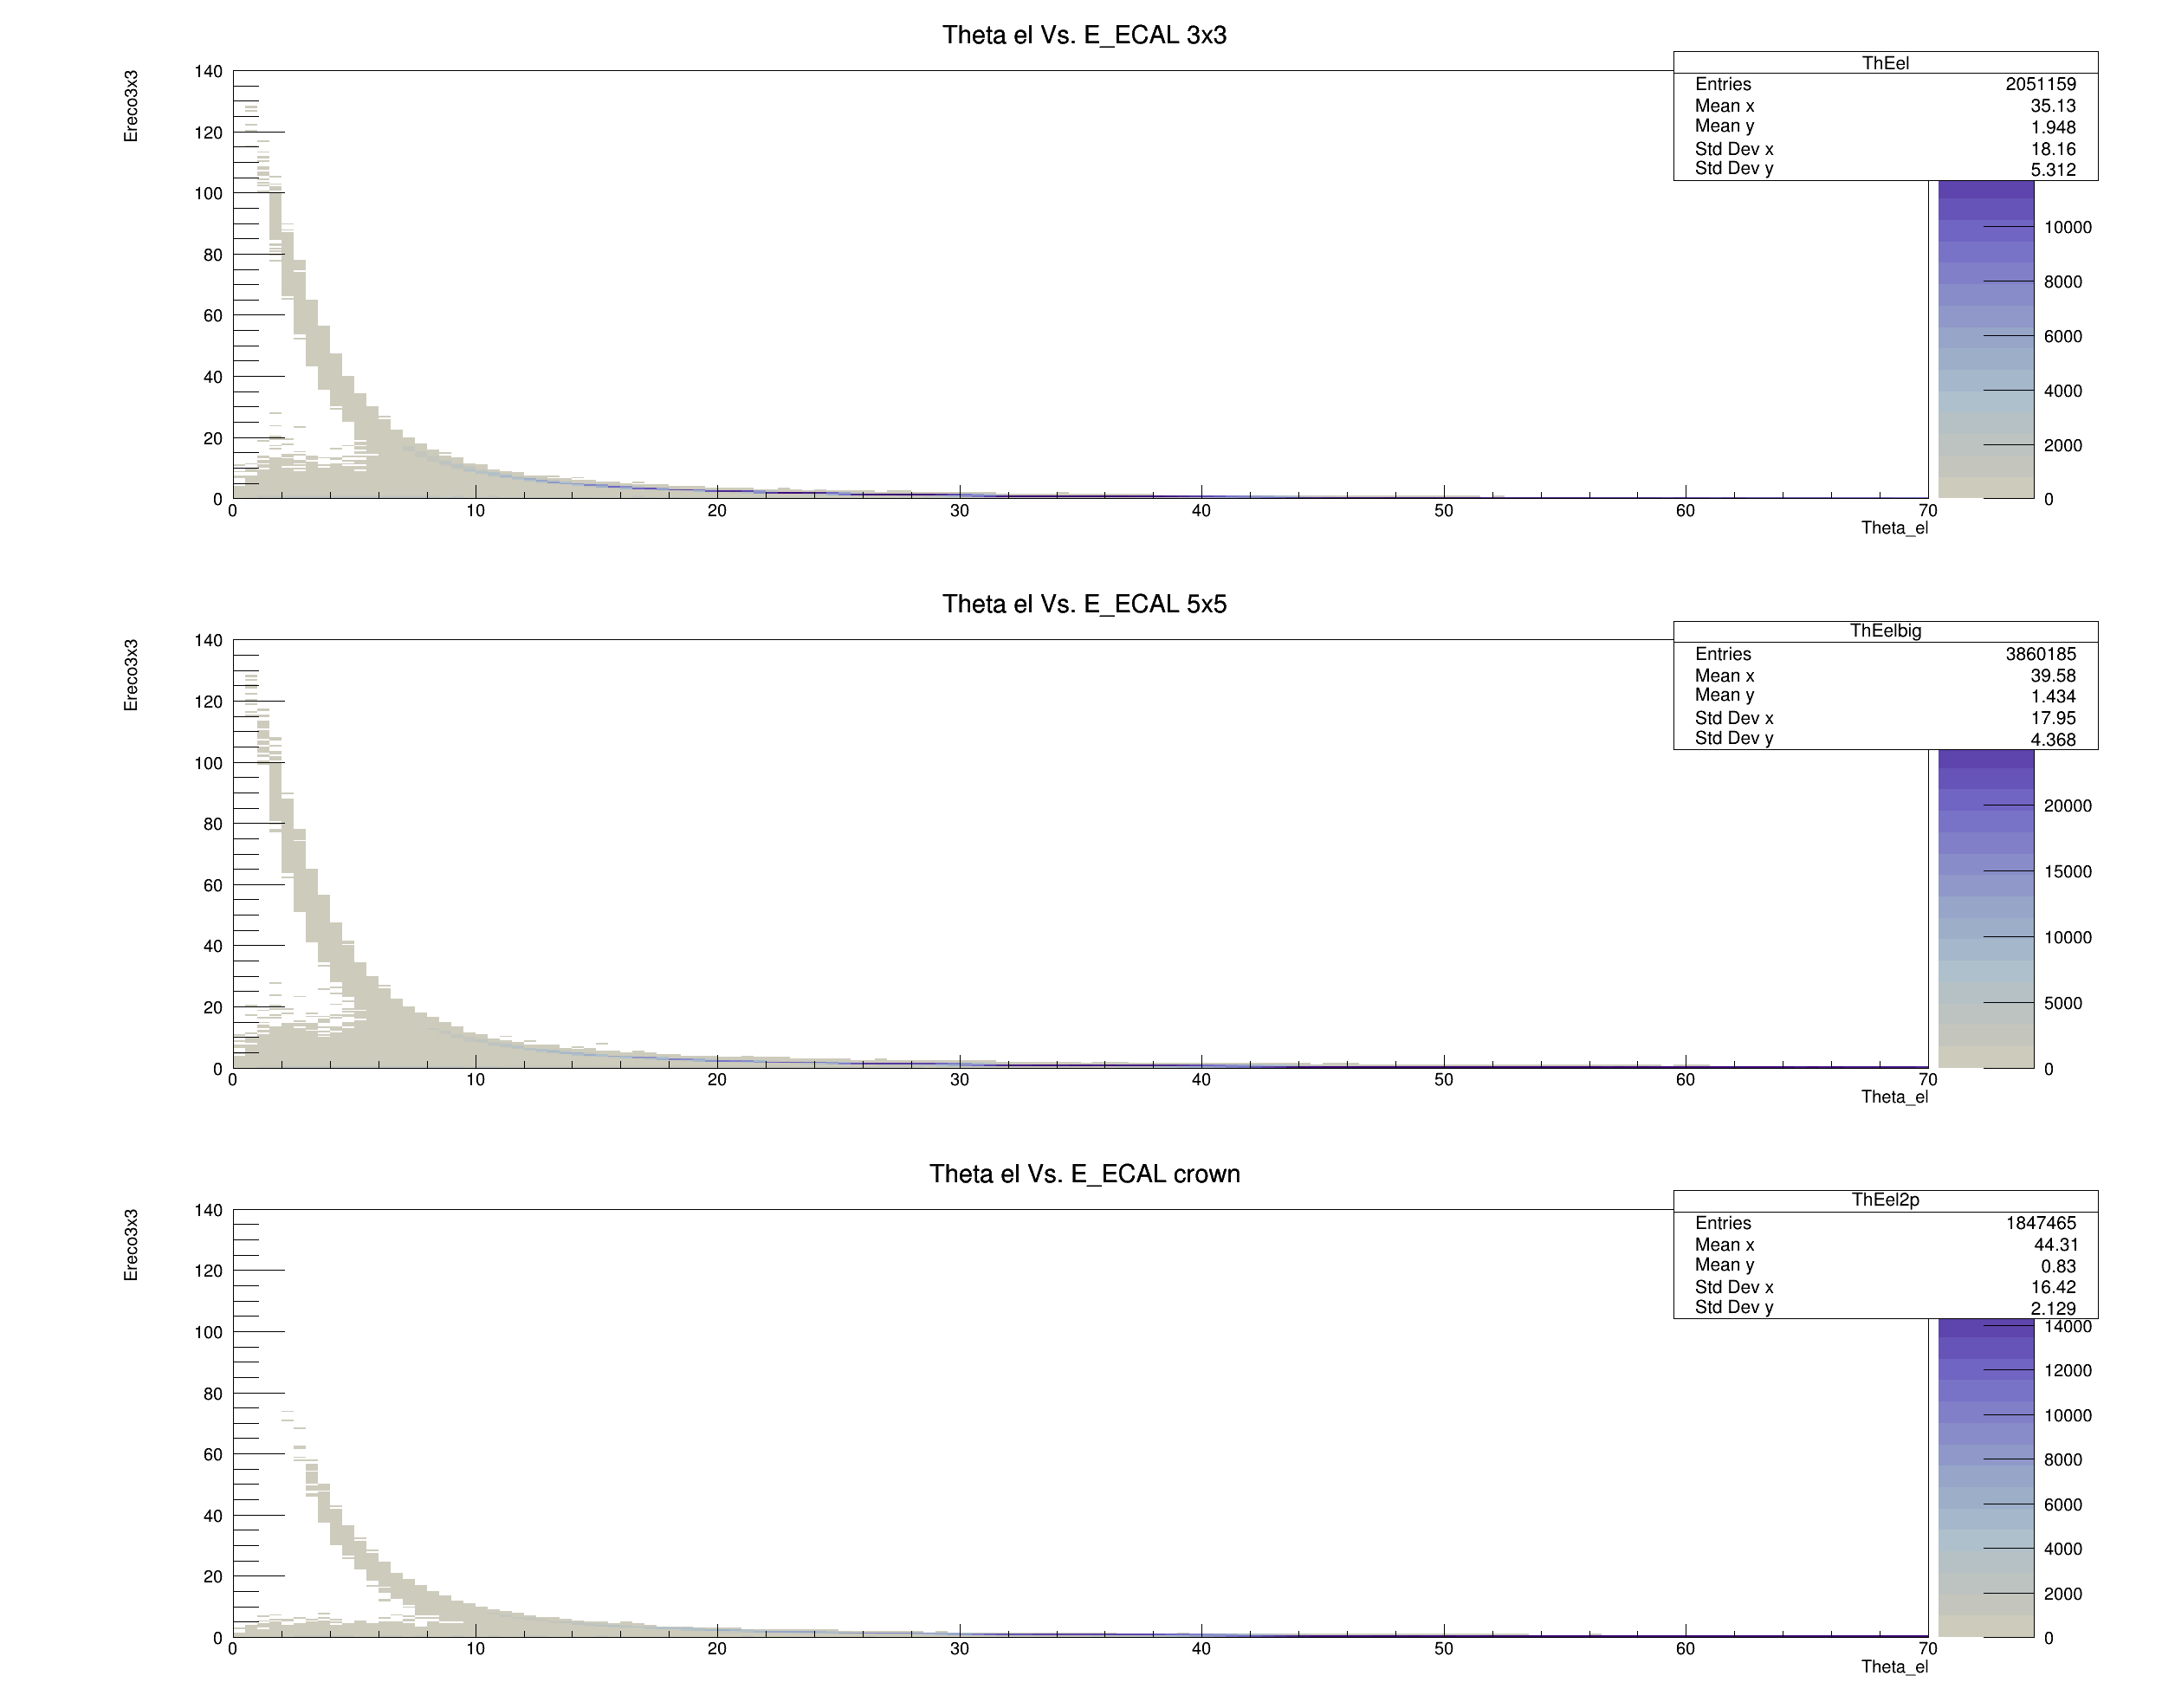 Theta el Vs. E_ECAL 3x3
Ereco3x3
140
120
100
80
60
40
20
0
0 10 20 30 40 50 60 70
Theta_el
ThEel
Entries 2051159
Mean x 35.13
Mean y 1.948
Std Dev x 18.16
Std Dev y 5.312
10000
8000
6000
4000
2000
0
Theta el Vs. E_ECAL 5x5
Ereco3x3
140
120
100
80
60
40
20
0
0 10 20 30 40 50 60 70
Theta_el
ThEelbig
Entries 3860185
Mean x 39.58
Mean y 1.434
Std Dev x 17.95
Std Dev y 4.368
20000
15000
10000
5000
0
Theta el Vs. E_ECAL crown
Ereco3x3
140
120
100
80
60
40
20
0
0 10 20 30 40 50 60 70
Theta_el
ThEel2p
Entries 1847465
Mean x 44.31
Mean y 0.83
Std Dev x 16.42
Std Dev y 2.129
14000
12000
10000
8000
6000
4000
2000
0